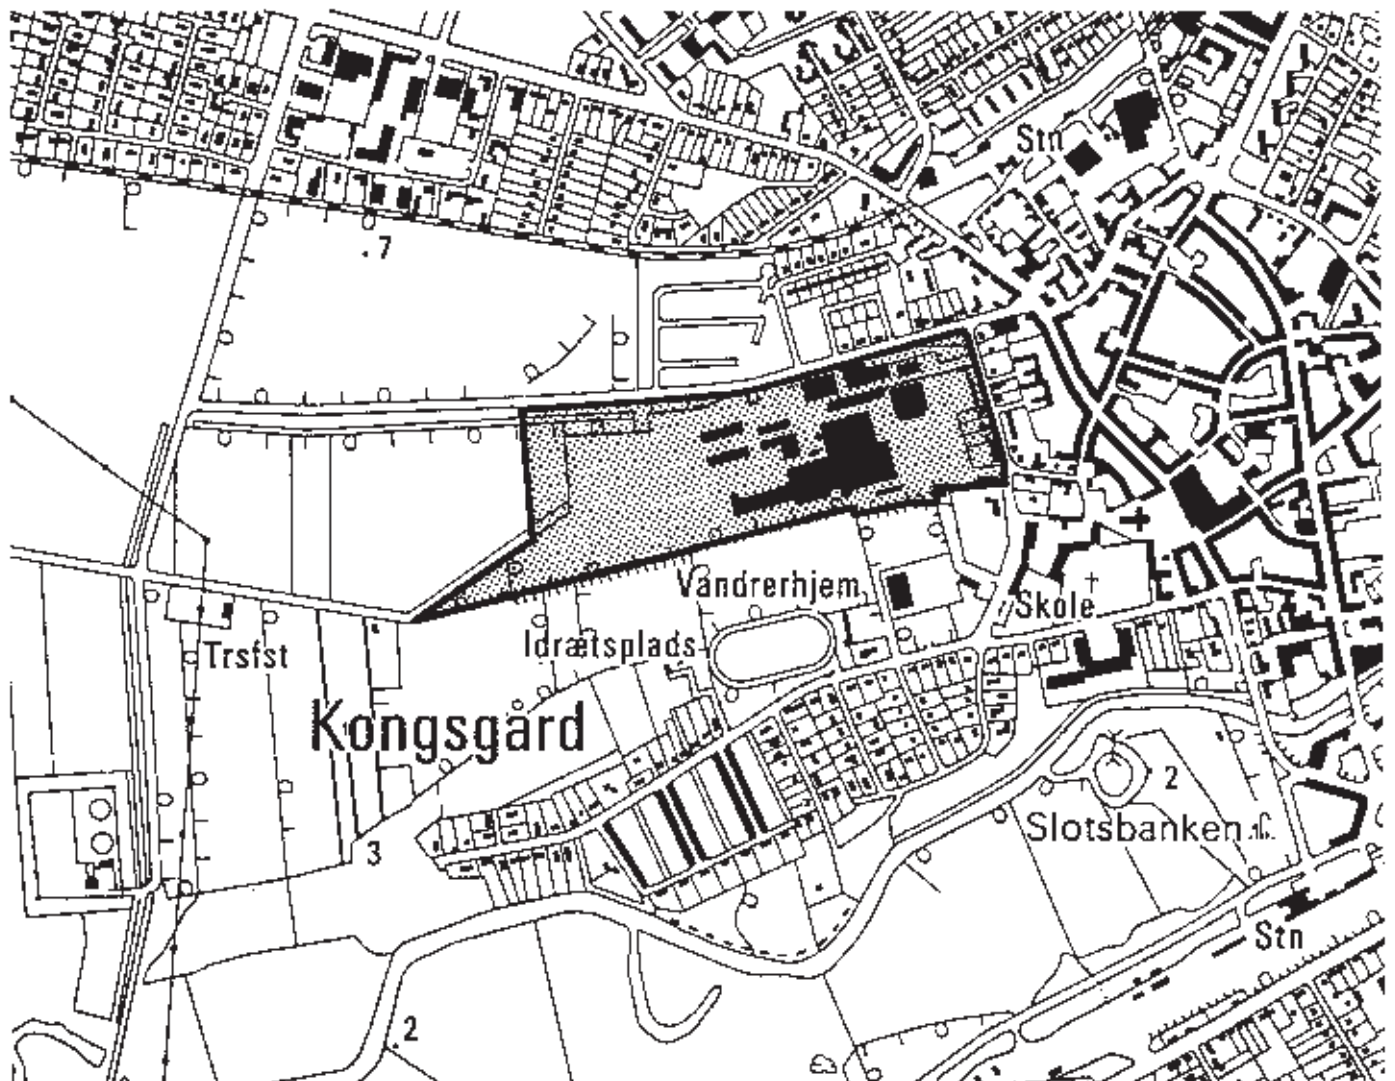 Stn
.7
Vandrerhjem
Skole
Idrætsplads
Trsfst
Kongsgård
2
Slotsbanken
3
Stn
.2